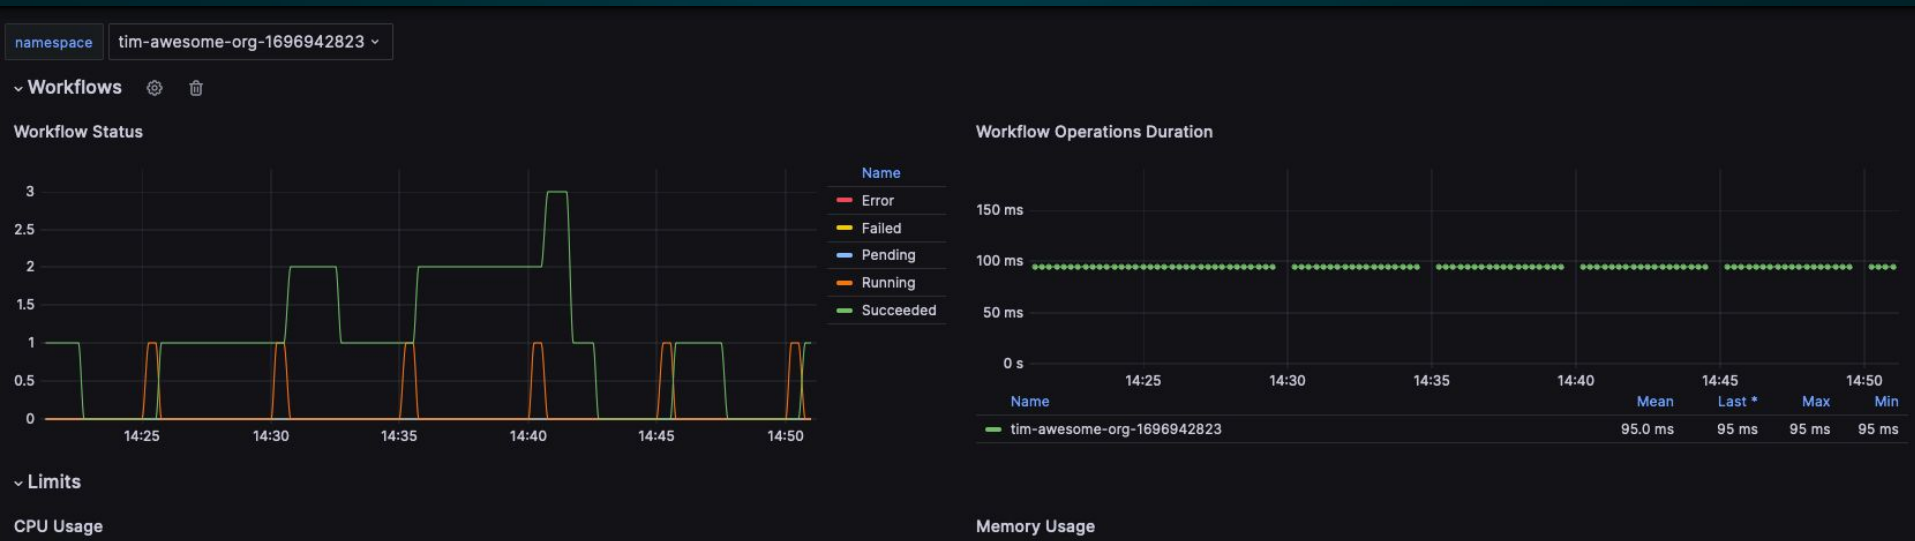 namespace tim-awesome-org-1696942823
Workflows
Workflow Status
3
2.5
2
1.5
1
0.5
0
14:25 14:30 14:35 14:40 14:45 14:50
Name
Error
Failed
Pending
Running
Succeeded
Workflow Operations Duration
150 ms
100 ms
50 ms
0 s
14:25 14:30 14:35 14:40 14:45 14:50
Name Mean Last * Max Min
tim-awesome-org-1696942823 95.0 ms 95 ms 95 ms 95 ms
Limits
CPU Usage
Memory Usage